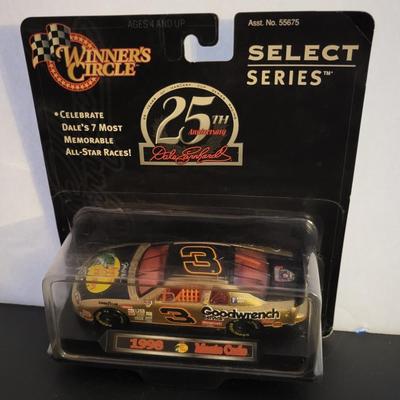 AGES 4 AND UP
Asst. No. 55675
WINNER'S
CIRCLE
SELECT
SERIES™
• CELEBRATE
DALE'S 7 MOST
MEMORABLE
ALL-STAR RACES!
25TH
Anniversary
Dale Earnhardt
3
3
Goodwrench
1998
Monte Carlo